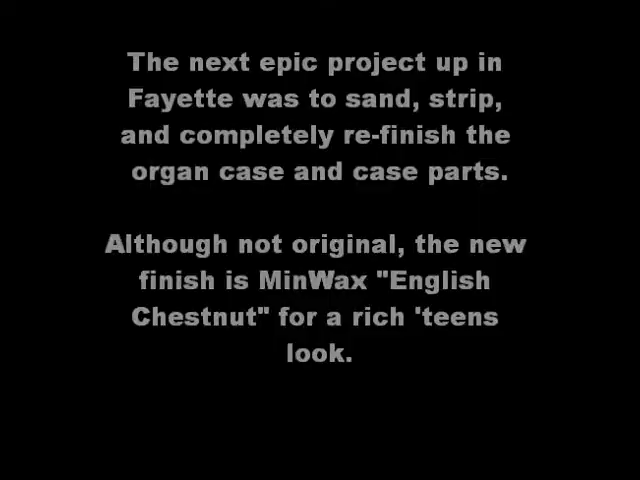 The next epic project up in
Fayette was to sand, strip,
and completely re-finish the
organ case and case parts.
Although not original, the new
finish is MinWax "English
Chestnut" for a rich 'teens
look.